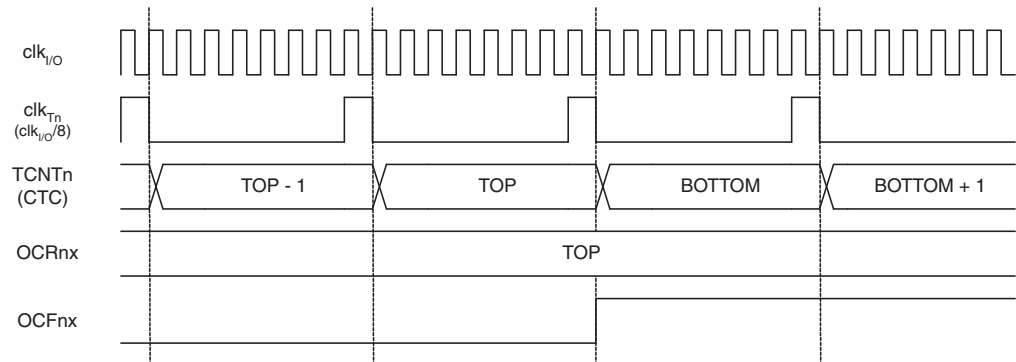 clkI/O
clkTn
(clkI/O/8)
TCNTn
(CTC)
TOP - 1
TOP
BOTTOM
BOTTOM + 1
OCRnx
TOP
OCFnx